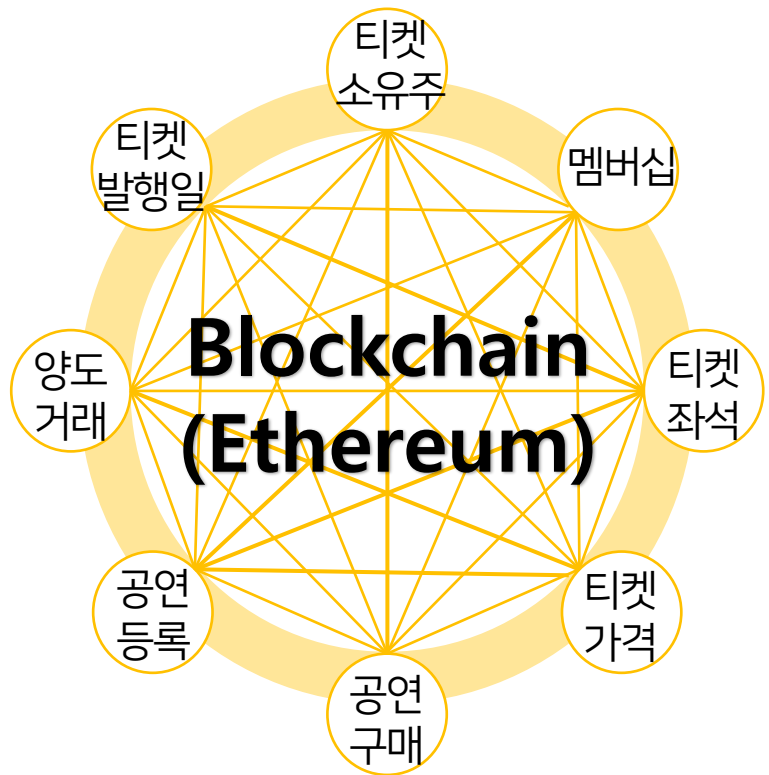 티켓
소유주
멤버십
티켓
좌석
티켓
가격
공연
구매
공연
등록
양도
거래
티켓
발행일
Blockchain
(Ethereum)